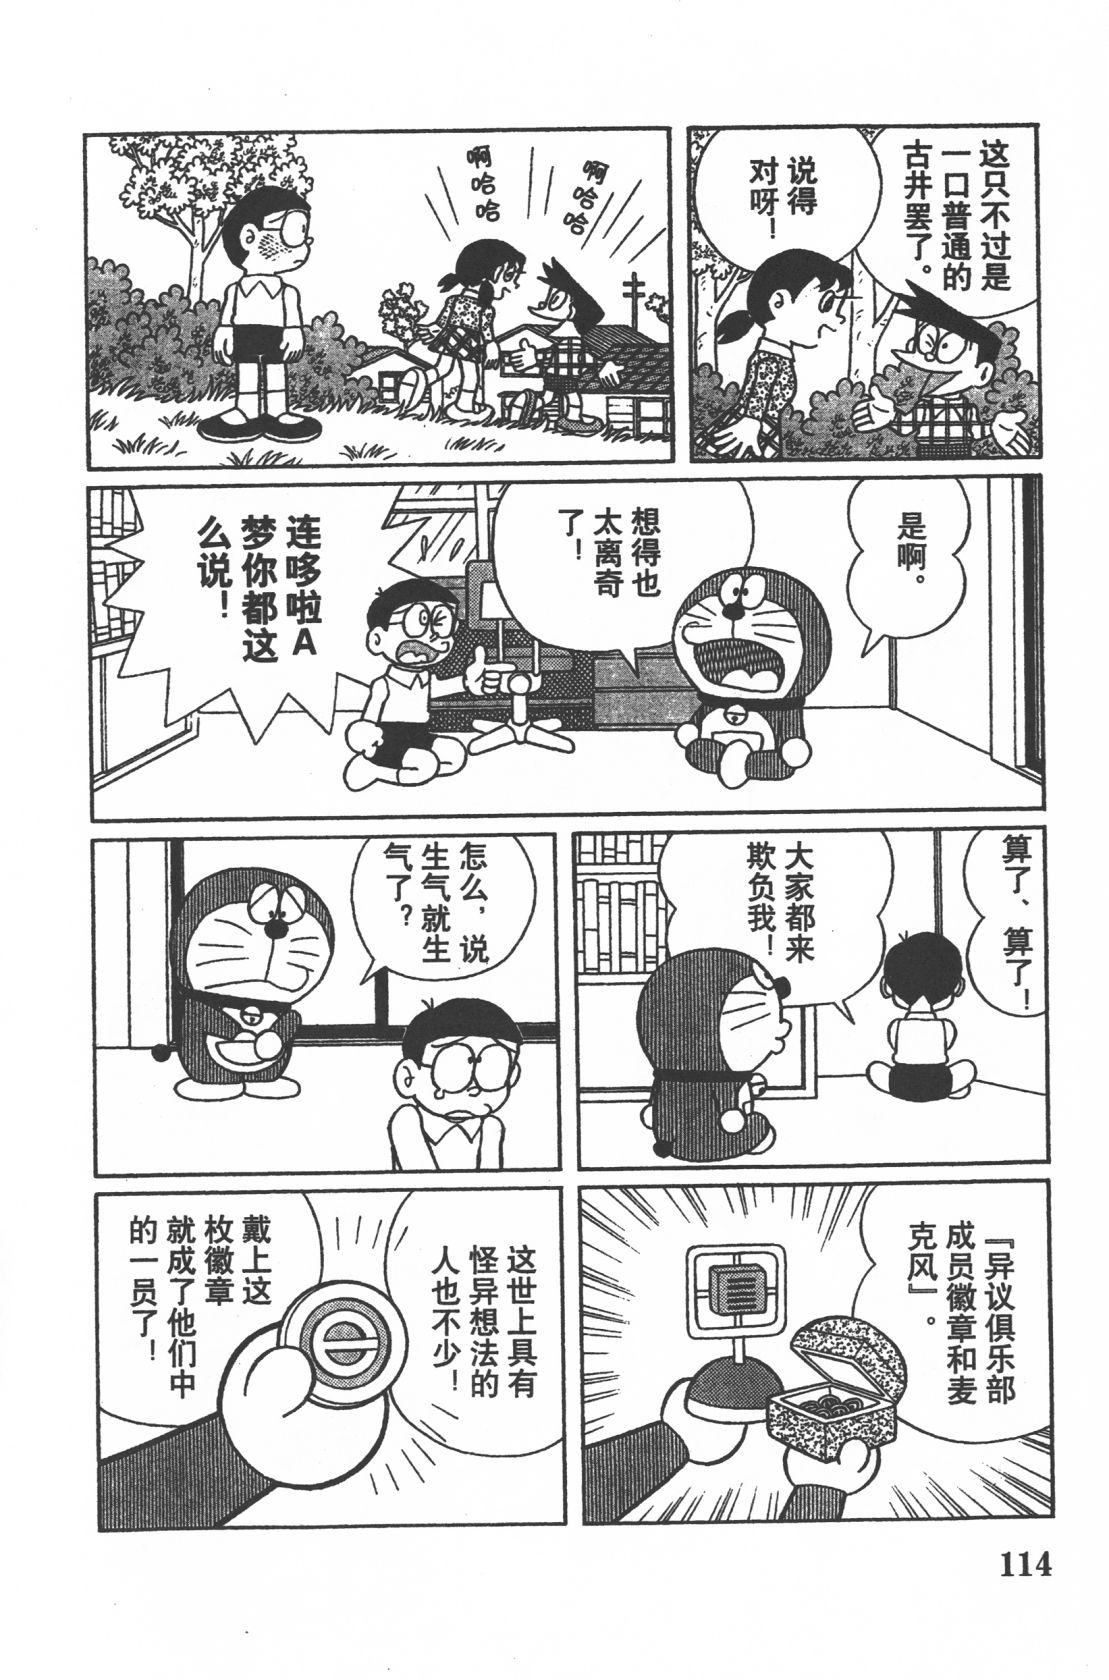 这只不过是
一口普通的
古井罢了。
说得
对呀！
啊哈哈
啊哈哈
是啊。
想得也
太离奇
了！
连哆啦A
梦你都这
么说！
算了、算了！
大家都来
欺负我！
怎么，说
生气就生
气了？
『异议俱乐部
成员徽章和麦
克风』。
这世上具有
怪异想法的
人也不少！
戴上这
枚徽章
就成了他们中
的一员了！
114